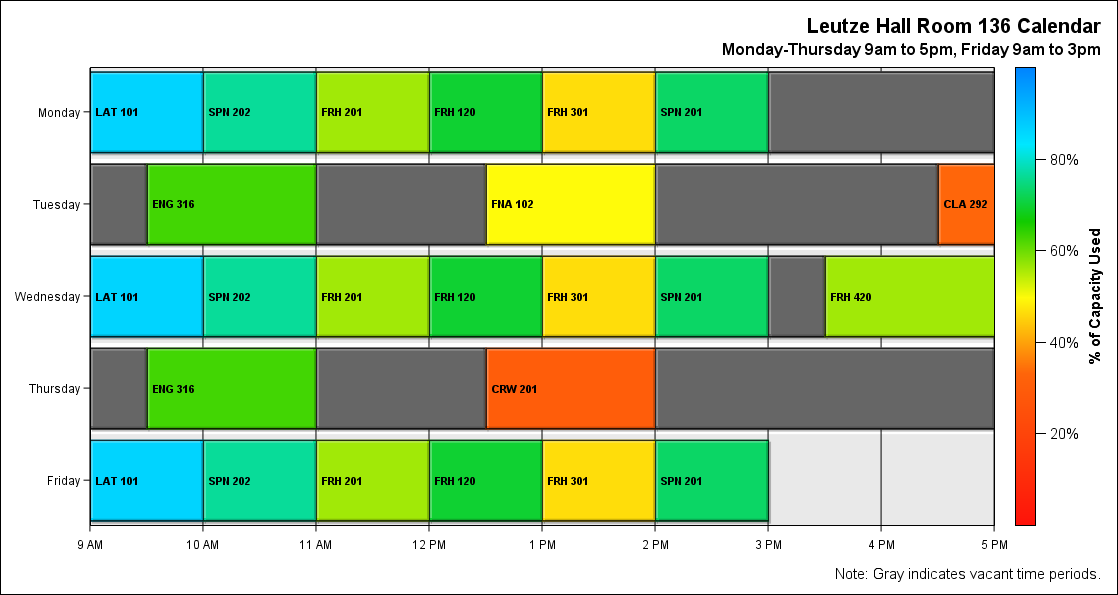 Leutze Hall Room 136 Calendar
Monday-Thursday 9am to 5pm, Friday 9am to 3pm
Monday
LAT 101
SPN 202
FRH 201
FRH 120
FRH 301
SPN 201
Tuesday
ENG 316
FNA 102
CLA 292
Wednesday
LAT 101
SPN 202
FRH 201
FRH 120
FRH 301
SPN 201
FRH 420
Thursday
ENG 316
CRW 201
Friday
LAT 101
SPN 202
FRH 201
FRH 120
FRH 301
SPN 201
9 AM
10 AM
11 AM
12 PM
1 PM
2 PM
3 PM
4 PM
5 PM
80%
60%
40%
20%
% of Capacity Used
Note: Gray indicates vacant time periods.